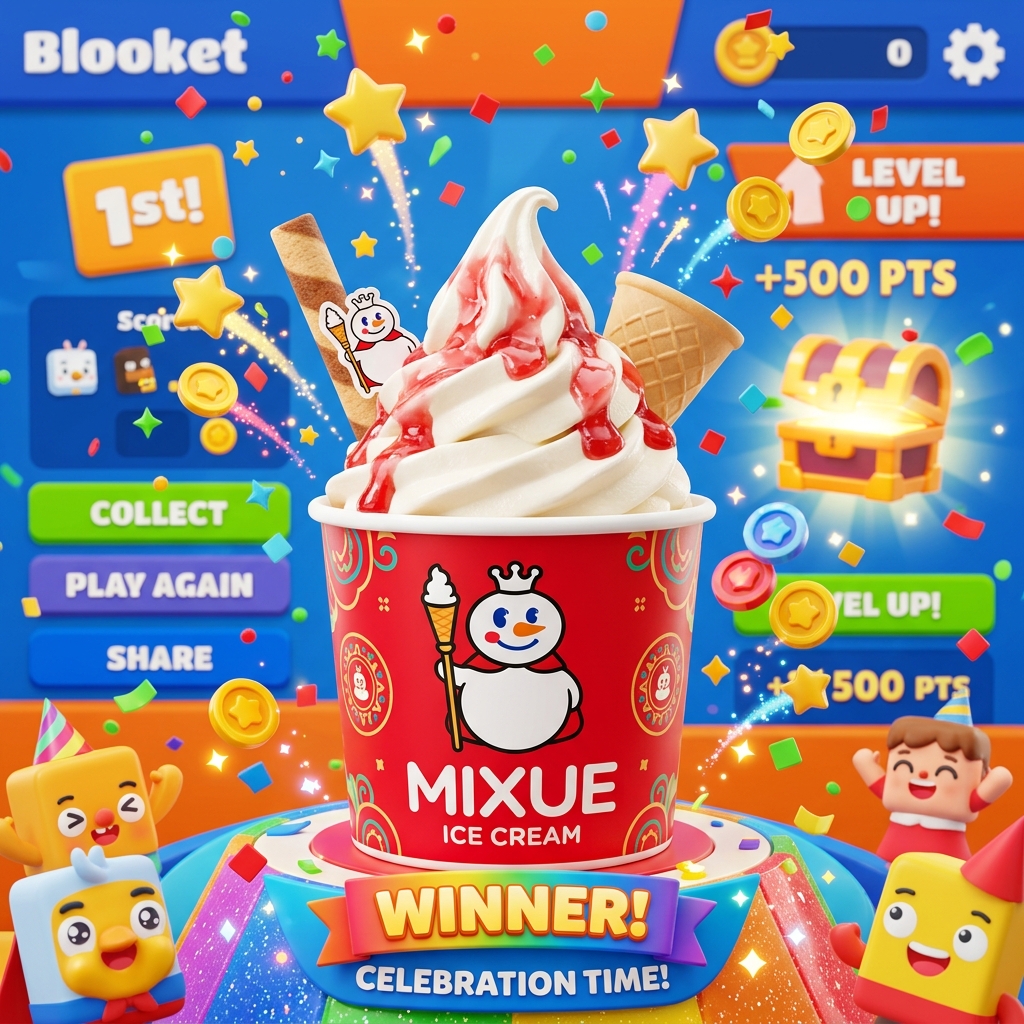 Blooket
0
1st!
LEVEL
UP!
+500 PTS
COLLECT
PLAY AGAIN
SHARE
UP!
500 PTS
MIXUE
ICE CREAM
WINNER!
CELEBRATION TIME!